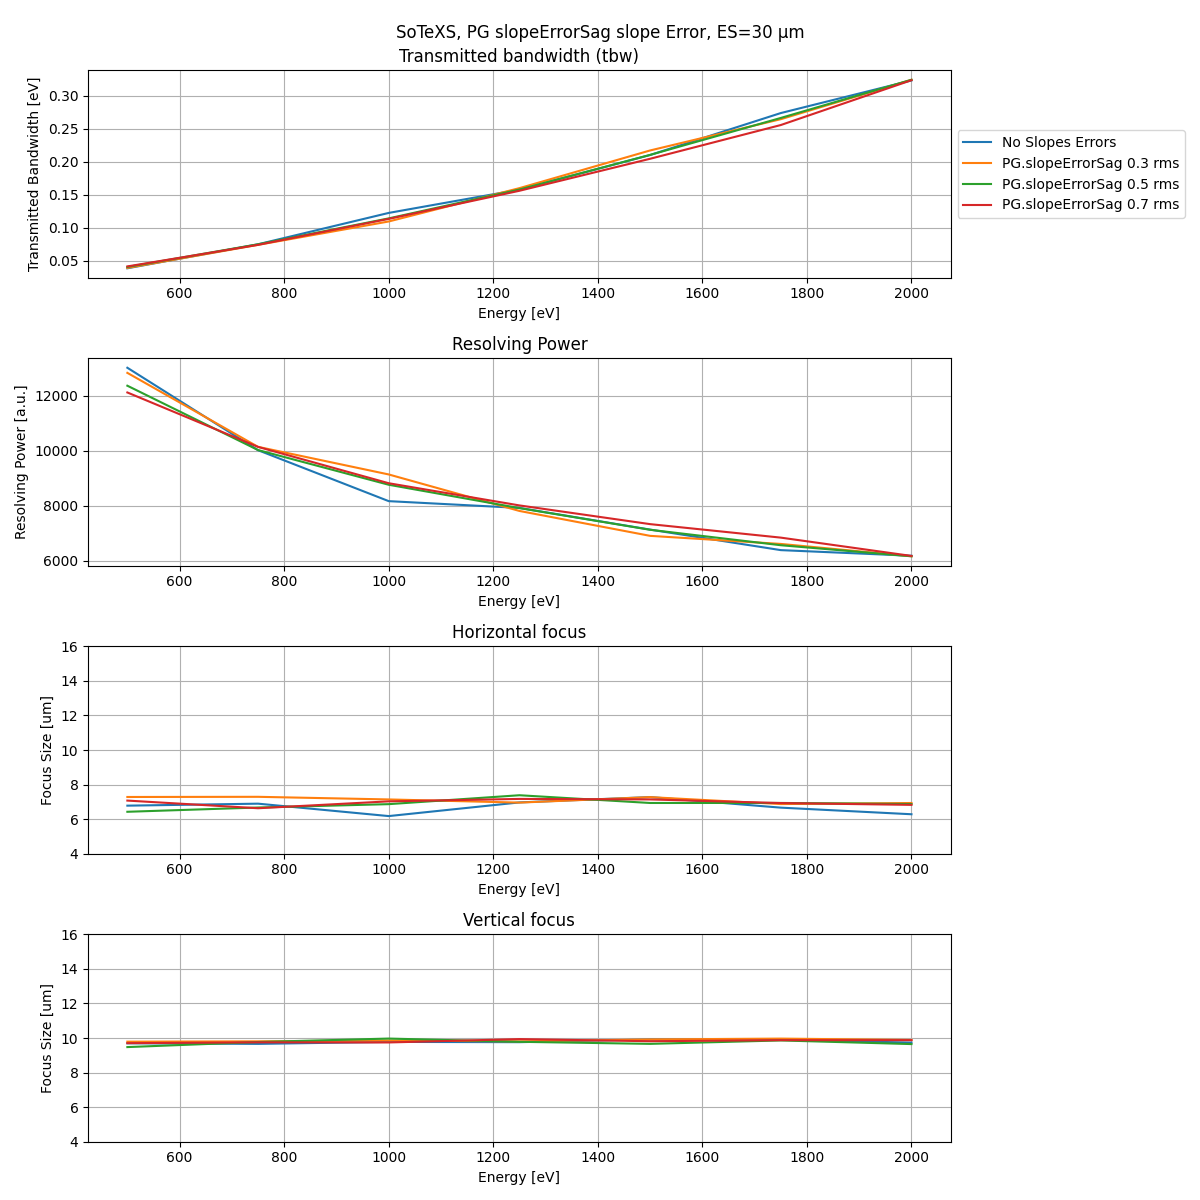 SoTeXS, PG slopeErrorSag slope Error, ES=30 µm
Transmitted bandwidth (tbw)
Transmitted Bandwidth [eV]
0.30
0.25
0.20
0.15
0.10
0.05
600 800 1000 1200 1400 1600 1800 2000
Energy [eV]
No Slopes Errors
PG.slopeErrorSag 0.3 rms
PG.slopeErrorSag 0.5 rms
PG.slopeErrorSag 0.7 rms
Resolving Power
Resolving Power [a.u.]
12000
10000
8000
6000
600 800 1000 1200 1400 1600 1800 2000
Energy [eV]
Horizontal focus
Focus Size [um]
16
14
12
10
8
6
4
600 800 1000 1200 1400 1600 1800 2000
Energy [eV]
Vertical focus
Focus Size [um]
16
14
12
10
8
6
4
600 800 1000 1200 1400 1600 1800 2000
Energy [eV]